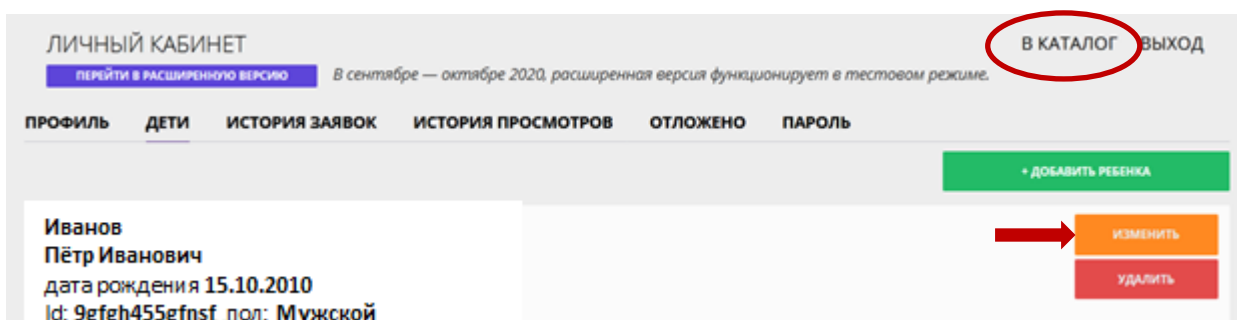 ЛИЧНЫЙ КАБИНЕТ
В КАТАЛОГ ВЫХОД
ПЕРЕЙТИ В РАСШИРЕННУЮ ВЕРСИЮ
В сентябре — октябре 2020, расширенная версия функционирует в тестовом режиме.
ПРОФИЛЬ ДЕТИ ИСТОРИЯ ЗАЯВОК ИСТОРИЯ ПРОСМОТРОВ ОТЛОЖЕНО ПАРОЛЬ
+ ДОБАВИТЬ РЕБЕНКА
Иванов
Пётр Иванович
дата рождения 15.10.2010
Id: 9gfgh455gfnsf пол: Мужской
ИЗМЕНИТЬ
УДАЛИТЬ